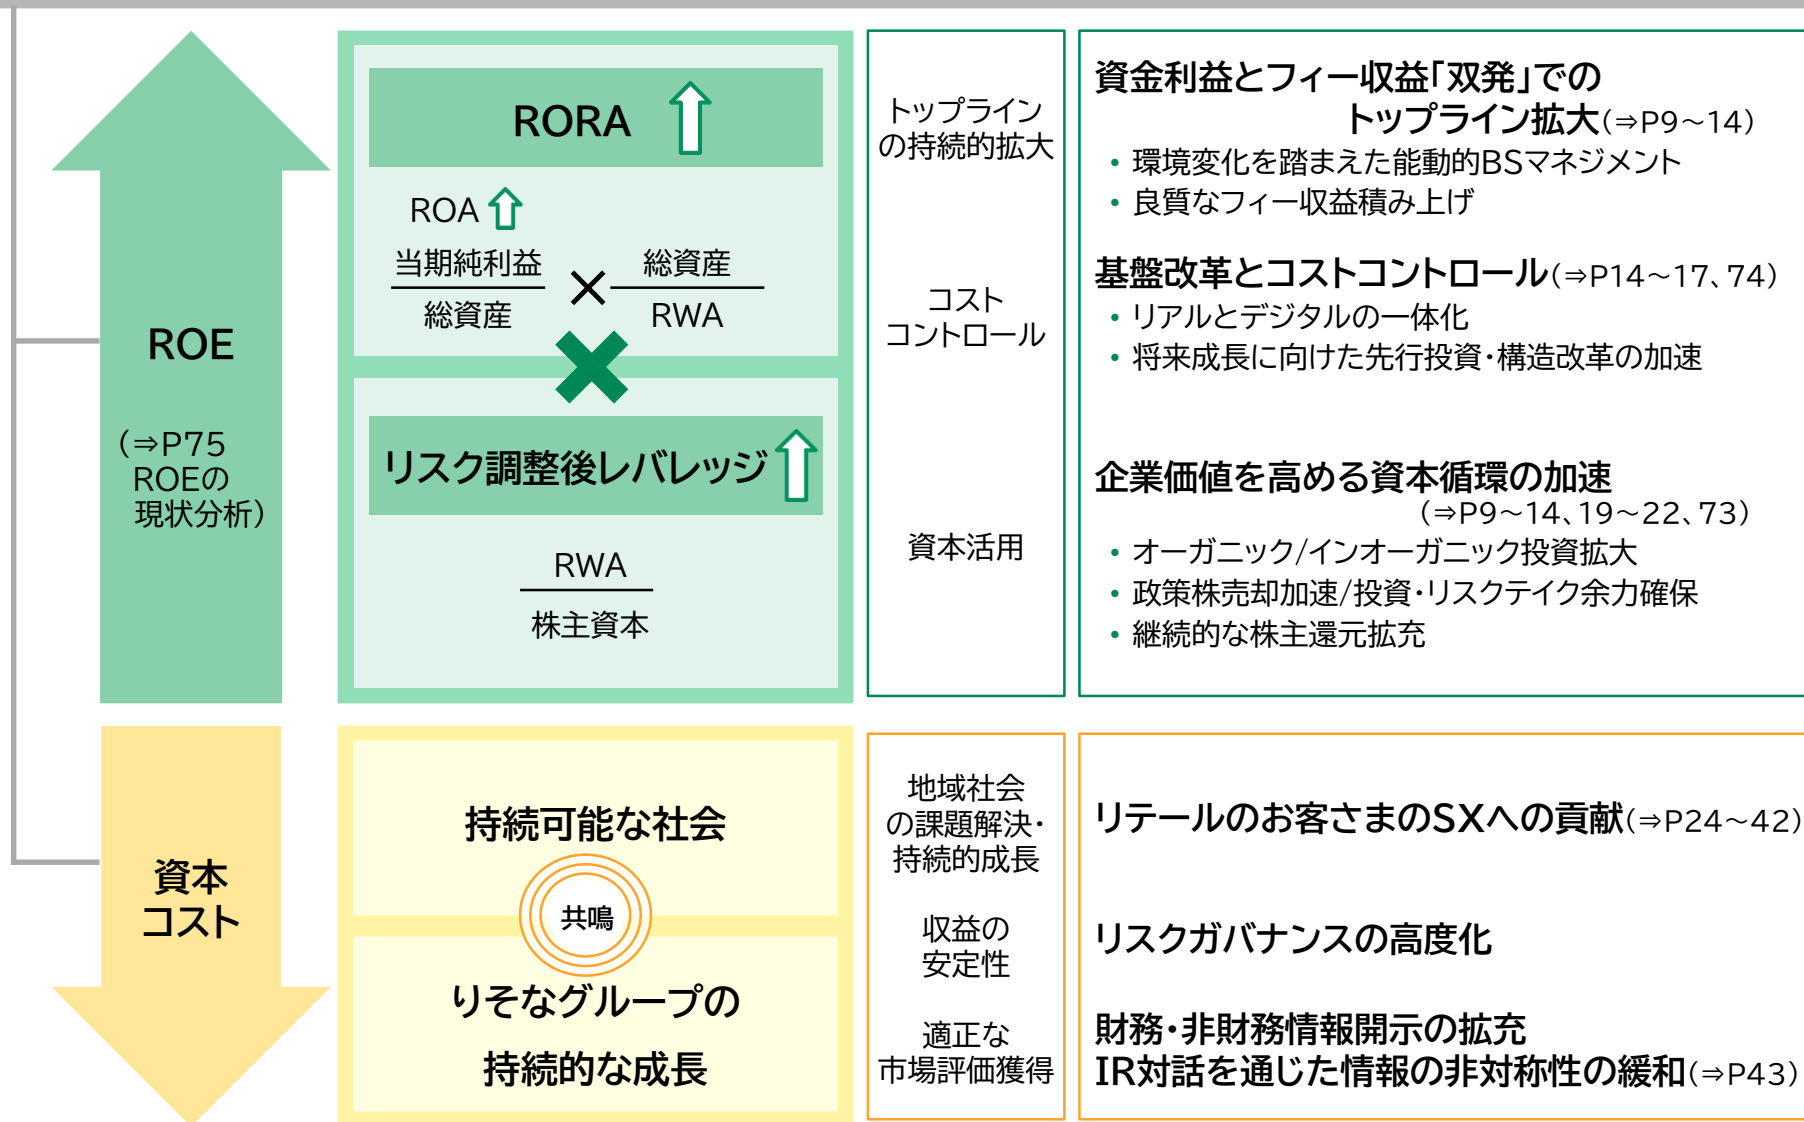 ROE
(⇒P75
ROEの
現状分析)
RORA
ROA
当期純利益
総資産
×
総資産
RWA
リスク調整後レバレッジ
RWA
株主資本
トップライン
の持続的拡大
コスト
コントロール
資本活用
資金利益とフィー収益「双発」での
トップライン拡大(⇒P9～14)
• 環境変化を踏まえた能動的BSマネジメント
• 良質なフィー収益積み上げ
基盤改革とコストコントロール(⇒P14～17、74)
• リアルとデジタルの一体化
• 将来成長に向けた先行投資・構造改革の加速
企業価値を高める資本循環の加速
(⇒P9～14、19～22、73)
• オーガニック/インオーガニック投資拡大
• 政策株売却加速/投資・リスクテイク余力確保
• 継続的な株主還元拡充
資本
コスト
持続可能な社会
共鳴
りそなグループの
持続的な成長
地域社会
の課題解決・
持続的成長
収益の
安定性
適正な
市場評価獲得
リテールのお客さまのSXへの貢献(⇒P24～42)
リスクガバナンスの高度化
財務・非財務情報開示の拡充
IR対話を通じた情報の非対称性の緩和(⇒P43)